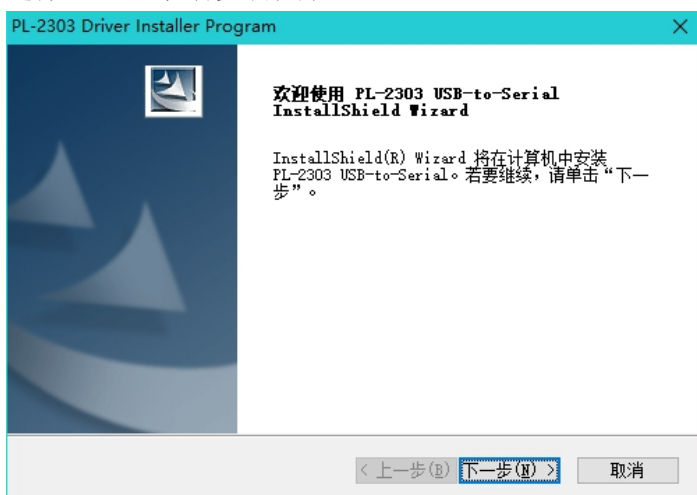 PL-2303 Driver Installer Program
欢迎使用 PL-2303 USB-to-Serial
InstallShield Wizard
InstallShield(R) Wizard 将在计算机中安装
PL-2303 USB-to-Serial。若要继续，请单击“下一
步”。
< 上一步(B) 下一步(N) > 取消